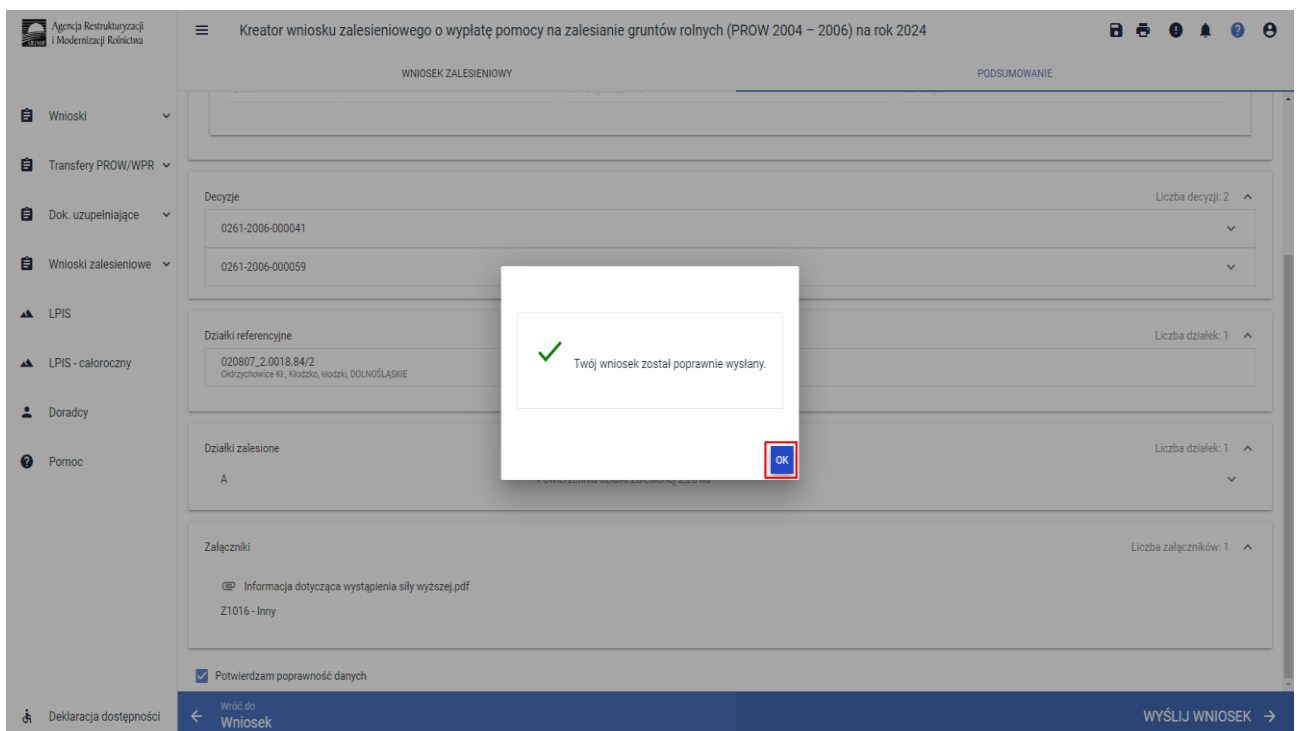 Agencja Restrukturyzacji
i Modernizacji Rolnictwa
Kreator wniosku zalesieniowego o wypłatę pomocy na zalesianie gruntów rolnych (PROW 2004 – 2006) na rok 2024
WNIOSEK ZALESIENIOWY
PODSUMOWANIE
Wnioski
Transfery PROW/WPR
Dok. uzupełniające
Wnioski zalesieniowe
LPIS
LPIS - całoroczny
Doradcy
Pomoc
Deklaracja dostępności
Decyzje
Liczba decyzji: 2
0261-2006-000041
0261-2006-000059
Działki referencyjne
Liczba działek: 1
020807_2.0018.84/2
Ołdrzychowice Kł., Kłodzko, kłodzki, DOLNOŚLĄSKIE
Twój wniosek został poprawnie wysłany.
OK
Działki zalesione
Liczba działek: 1
A
Załączniki
Liczba załączników: 1
Informacja dotycząca wystąpienia siły wyższej.pdf
Z1016 - Inny
Potwierdzam poprawność danych
Wróć do
Wniosek
WYŚLIJ WNIOSEK